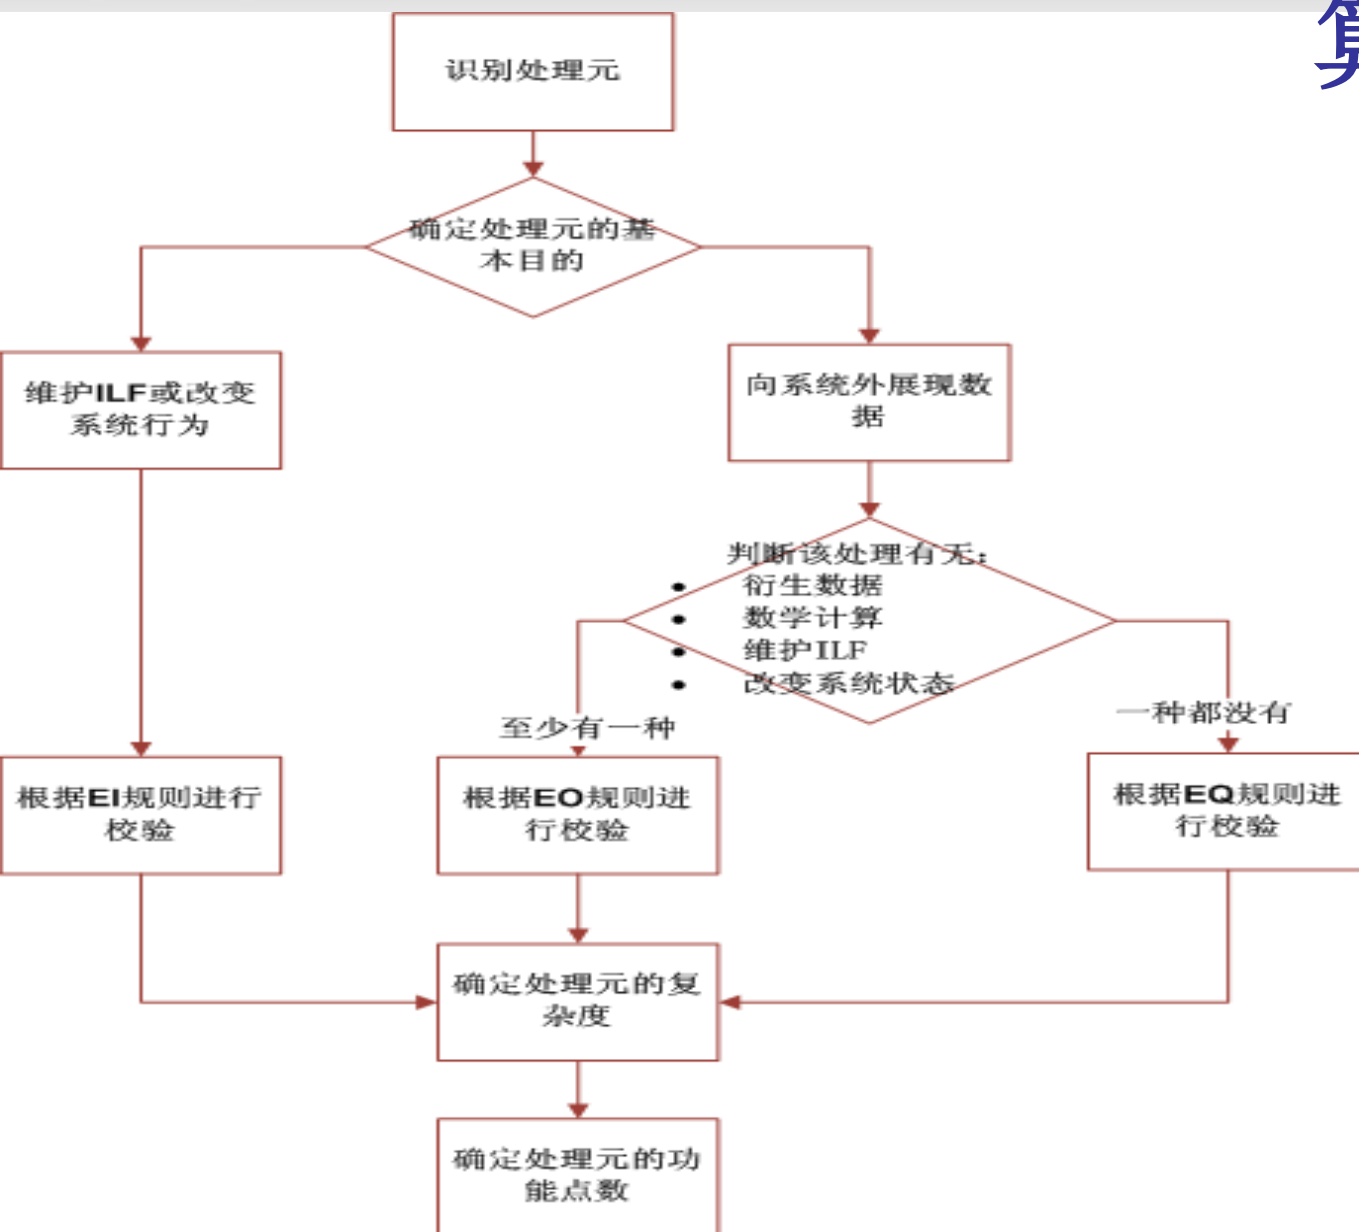 算
识别处理元
确定处理元的基
本目的
维护ILF或改变
系统行为
向系统外展现数
据
判断该处理有无：
• 衍生数据
• 数学计算
• 维护ILF
• 改变系统状态
至少有一种
一种都没有
根据EI规则进行
校验
根据EO规则进
行校验
根据EQ规则进
行校验
确定处理元的复
杂度
确定处理元的功
能点数